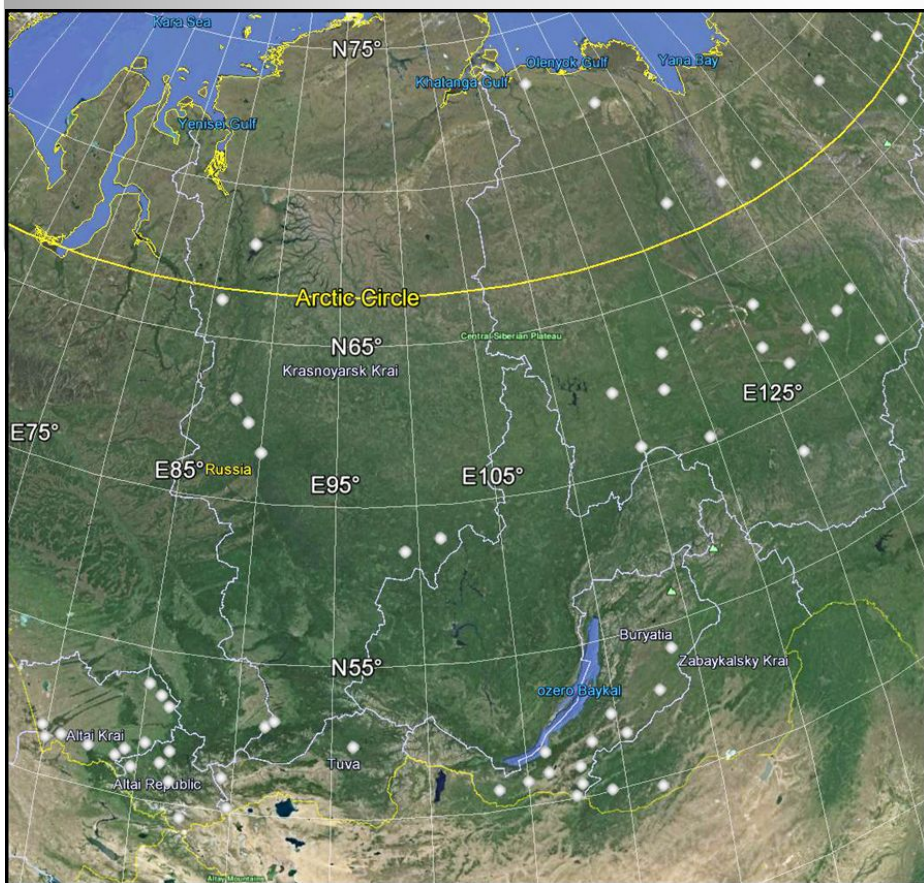 Kara Sea
N75°
Olenyok Gulf
Yana Bay
Khatanga Gulf
Yenisei Gulf
Arctic Circle
Central Siberian Plateau
N65°
Krasnoyarsk Krai
E125°
E75°
E85°
Russia
E105°
E95°
Buryatia
N55°
Zabaykalsky Krai
ozero Baykal
Altai Krai
Tuva
Altai Republic
Altay Mountains